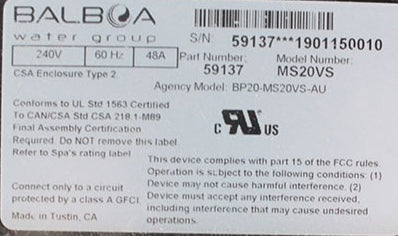 BALBOA
water group
S/N: 59137***1901150010
240V 60 Hz 48A
Part Number: 59137
Model Number: MS20VS
CSA Enclosure Type 2
Agency Model: BP20-MS20VS-AU
Conforms to UL Std 1563 Certified
To CAN/CSA Std CSA 218.1-M89
Final Assembly Certification
Required. Do NOT remove this label.
Refer to Spa's rating label
c RU US
This device complies with part 15 of the FCC rules.
Operation is subject to the following conditions: (1)
Device may not cause harmful interference. (2)
Device must accept any interference received,
including interference that may cause undesired
operations.
Connect only to a circuit
protected by a class A GFCI.
Made in Tustin, CA